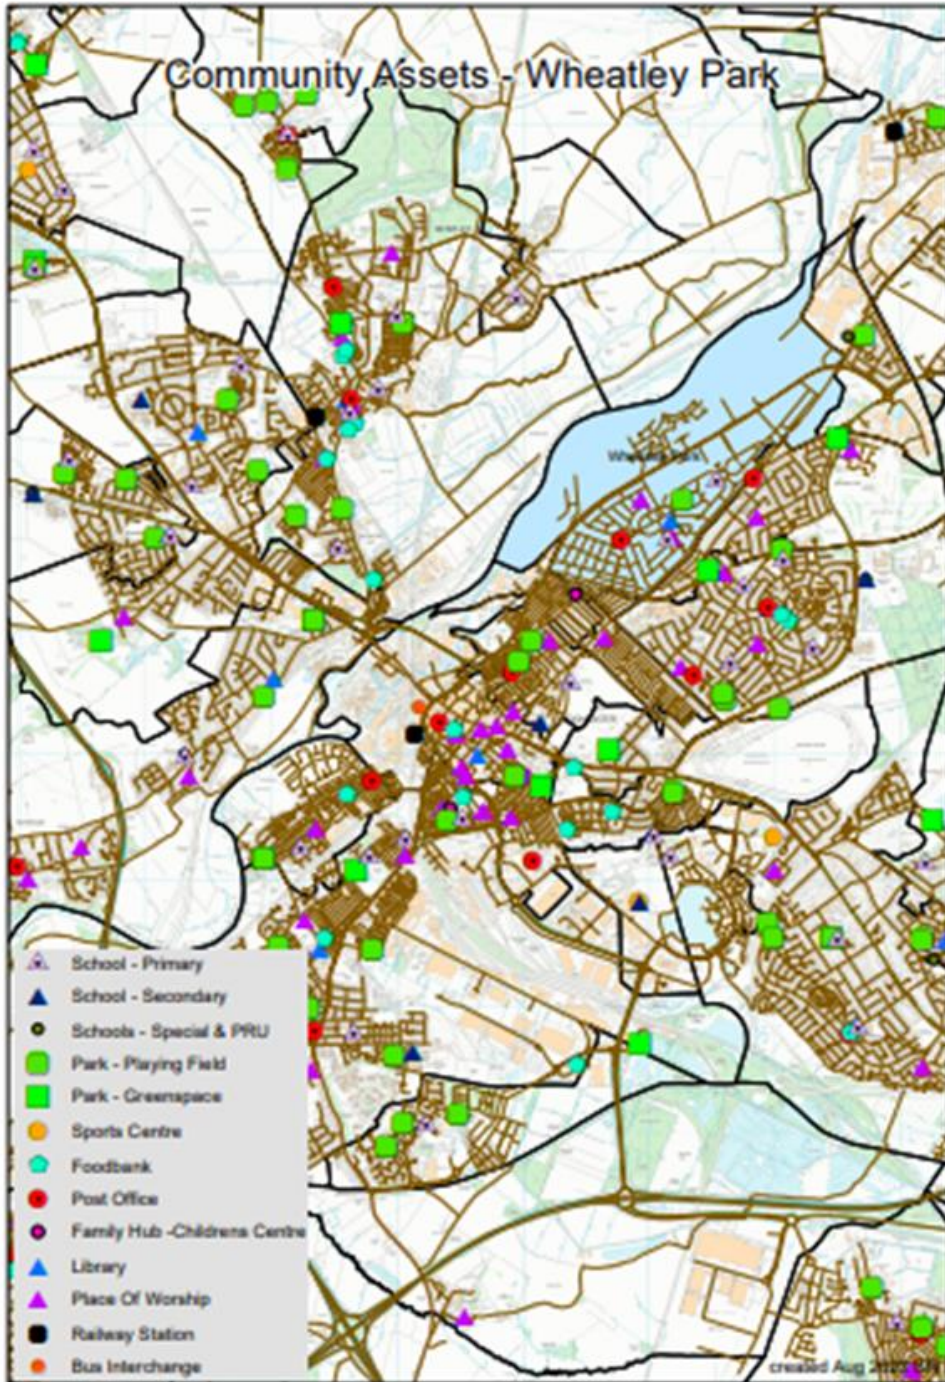 Community Assets - Wheatley Park
Wheatley Park
School - Primary
School - Secondary
Schools - Special & PRU
Park - Playing Field
Park - Greenspace
Sports Centre
Foodbank
Post Office
Family Hub -Childrens Centre
Library
Place Of Worship
Railway Station
Bus Interchange
created Aug